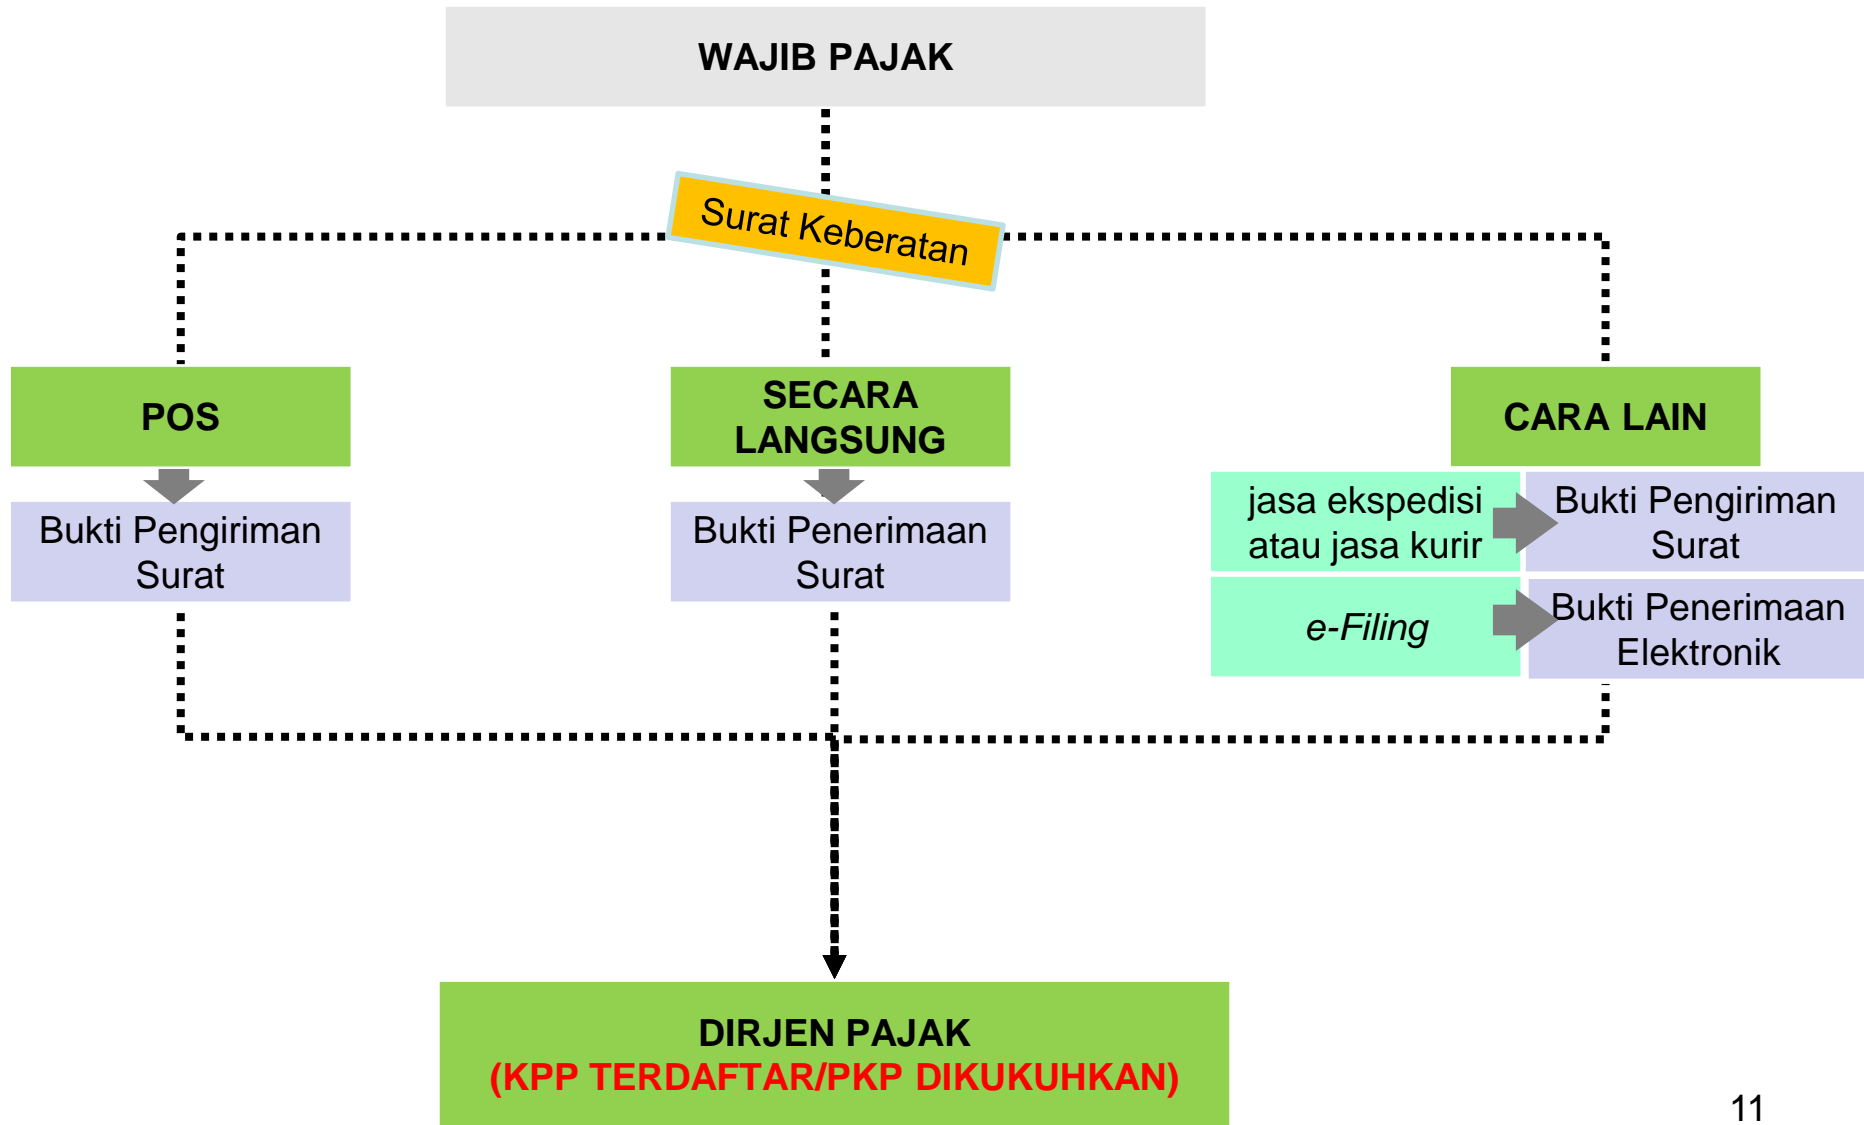 WAJIB PAJAK
Surat Keberatan
POS
Bukti Pengiriman
Surat
SECARA
LANGSUNG
Bukti Penerimaan
Surat
CARA LAIN
jasa ekspedisi
atau jasa kurir
Bukti Pengiriman
Surat
e-Filing
Bukti Penerimaan
Elektronik
DIRJEN PAJAK
(KPP TERDAFTAR/PKP DIKUKUHKAN)
11